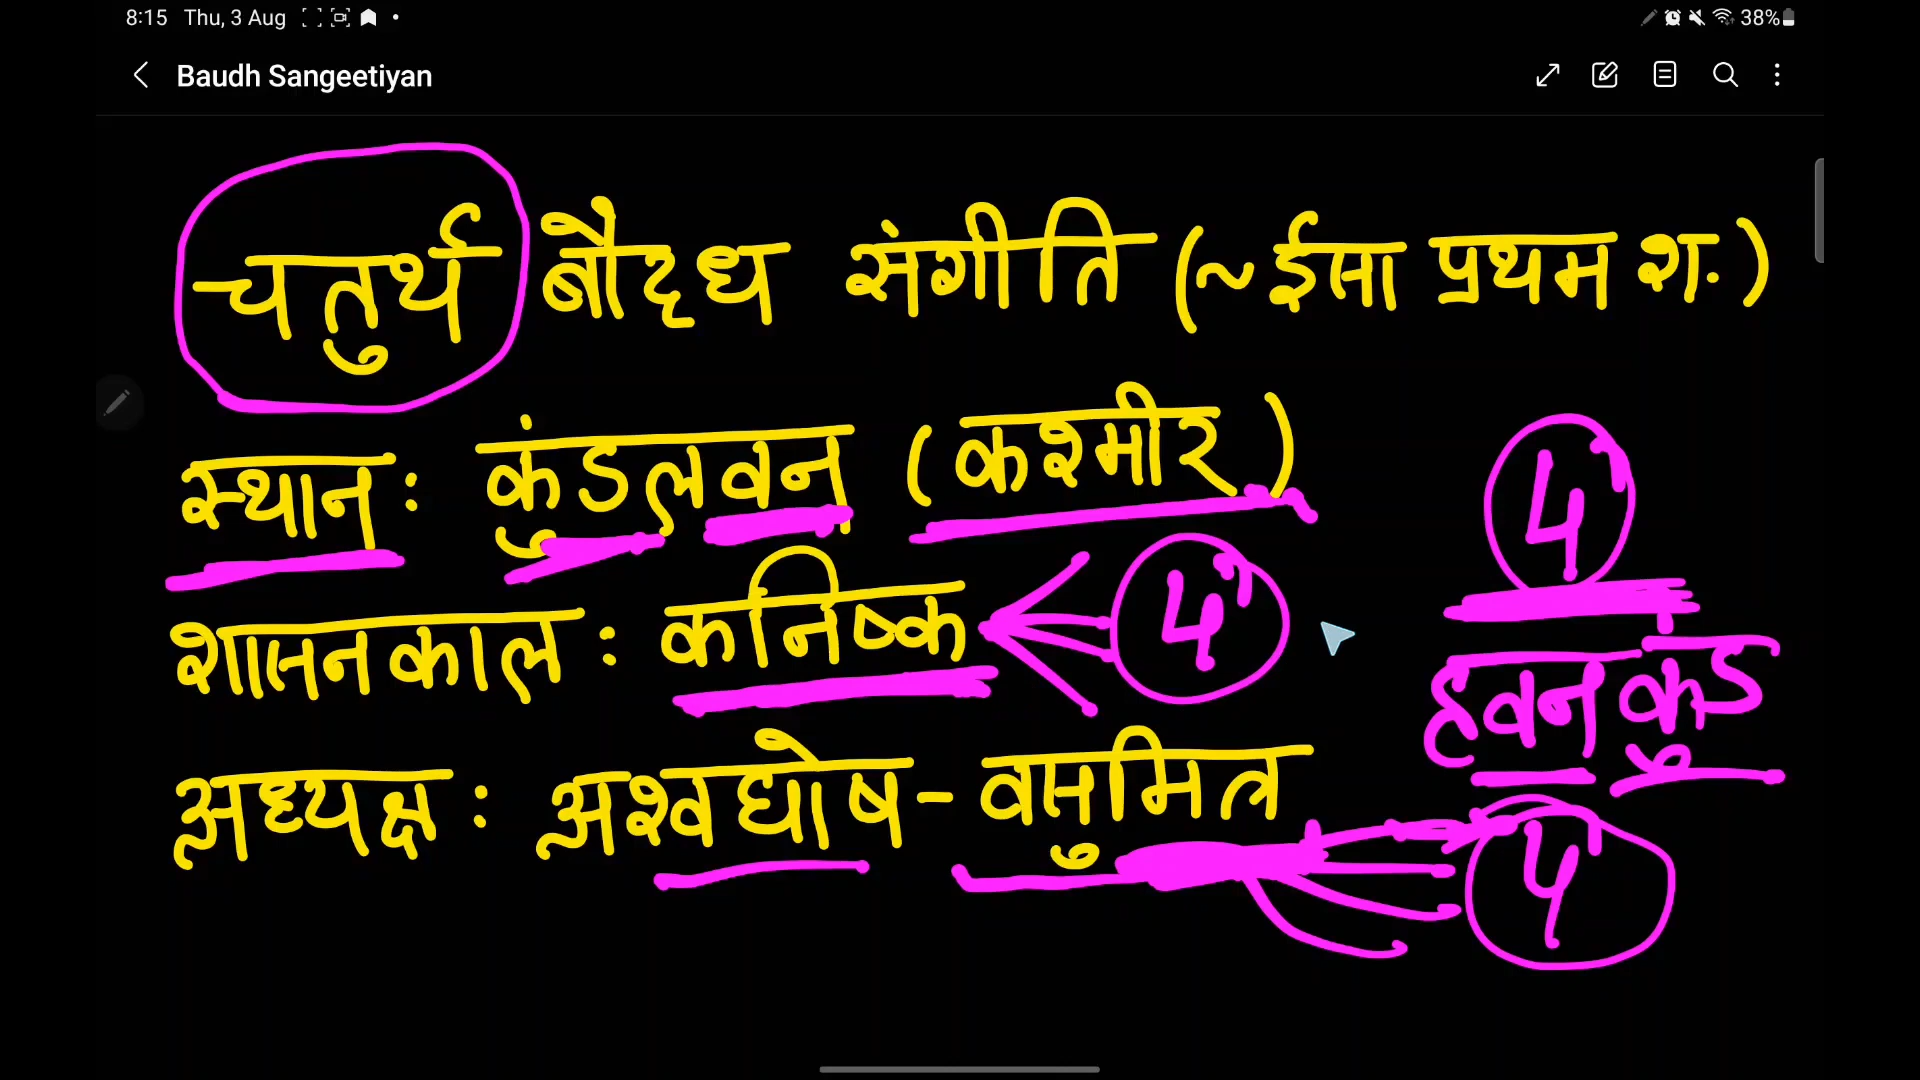 8:15 Thu, 3 Aug 38%
Baudh Sangeetiyan
चतुर्थ बौद्ध संगीति (~ईसा प्रथम श.)
स्थान : कुंडलवन (कश्मीर)
4'
शासनकाल : कनिष्क 4'
हवन कुंड
अध्यक्ष : अश्वघोष - वसुमित्र
4'